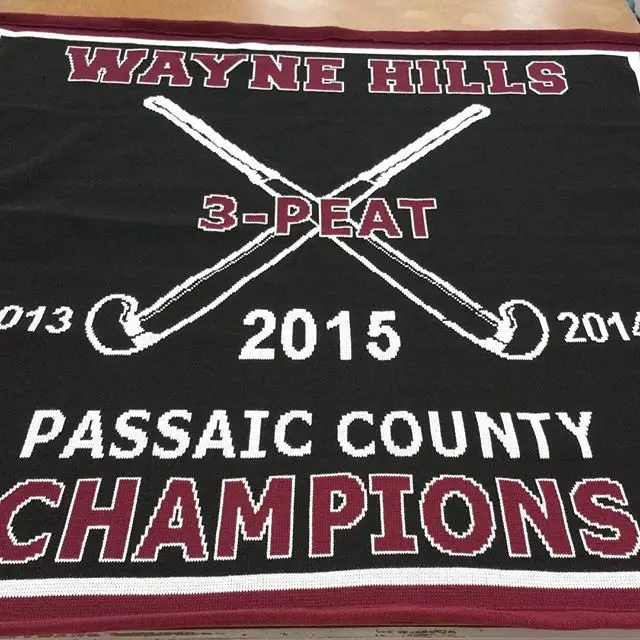 WAYNE HILLS
3-PEAT
013 2015 2014
PASSAIC COUNTY
CHAMPIONS